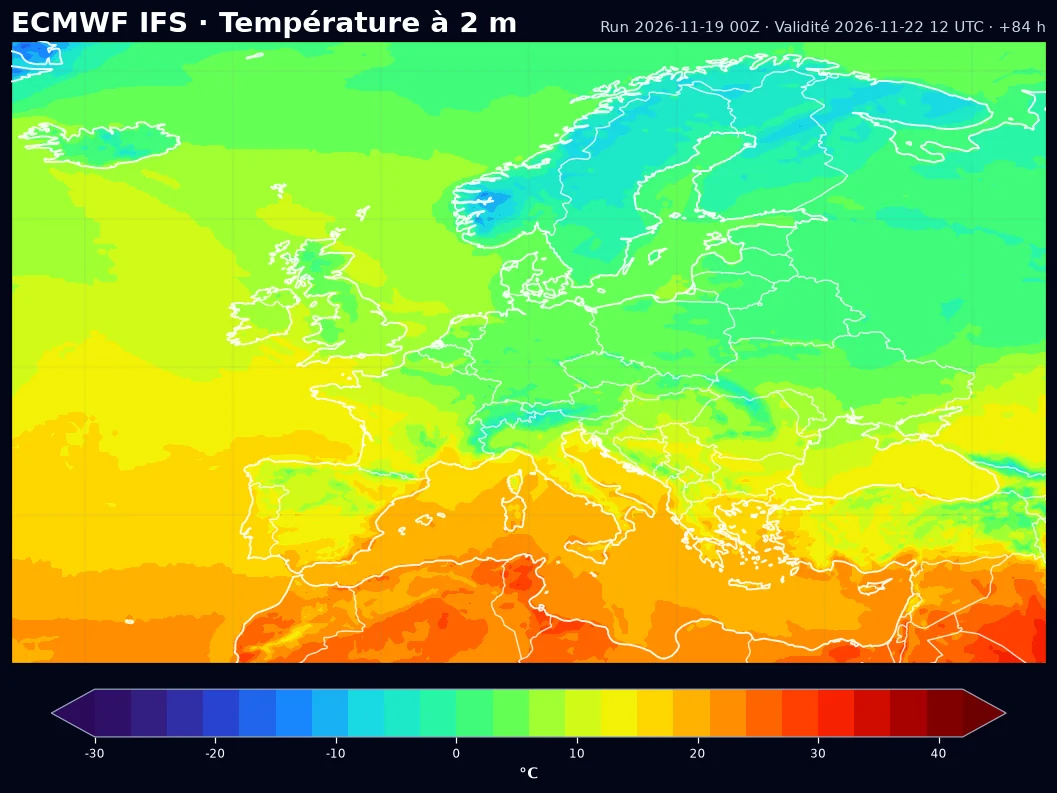 ECMWF IFS · Température à 2 m
Run 2026-11-19 00Z · Validité 2026-11-22 12 UTC · +84 h
-30 -20 -10 0 10 20 30 40
°C